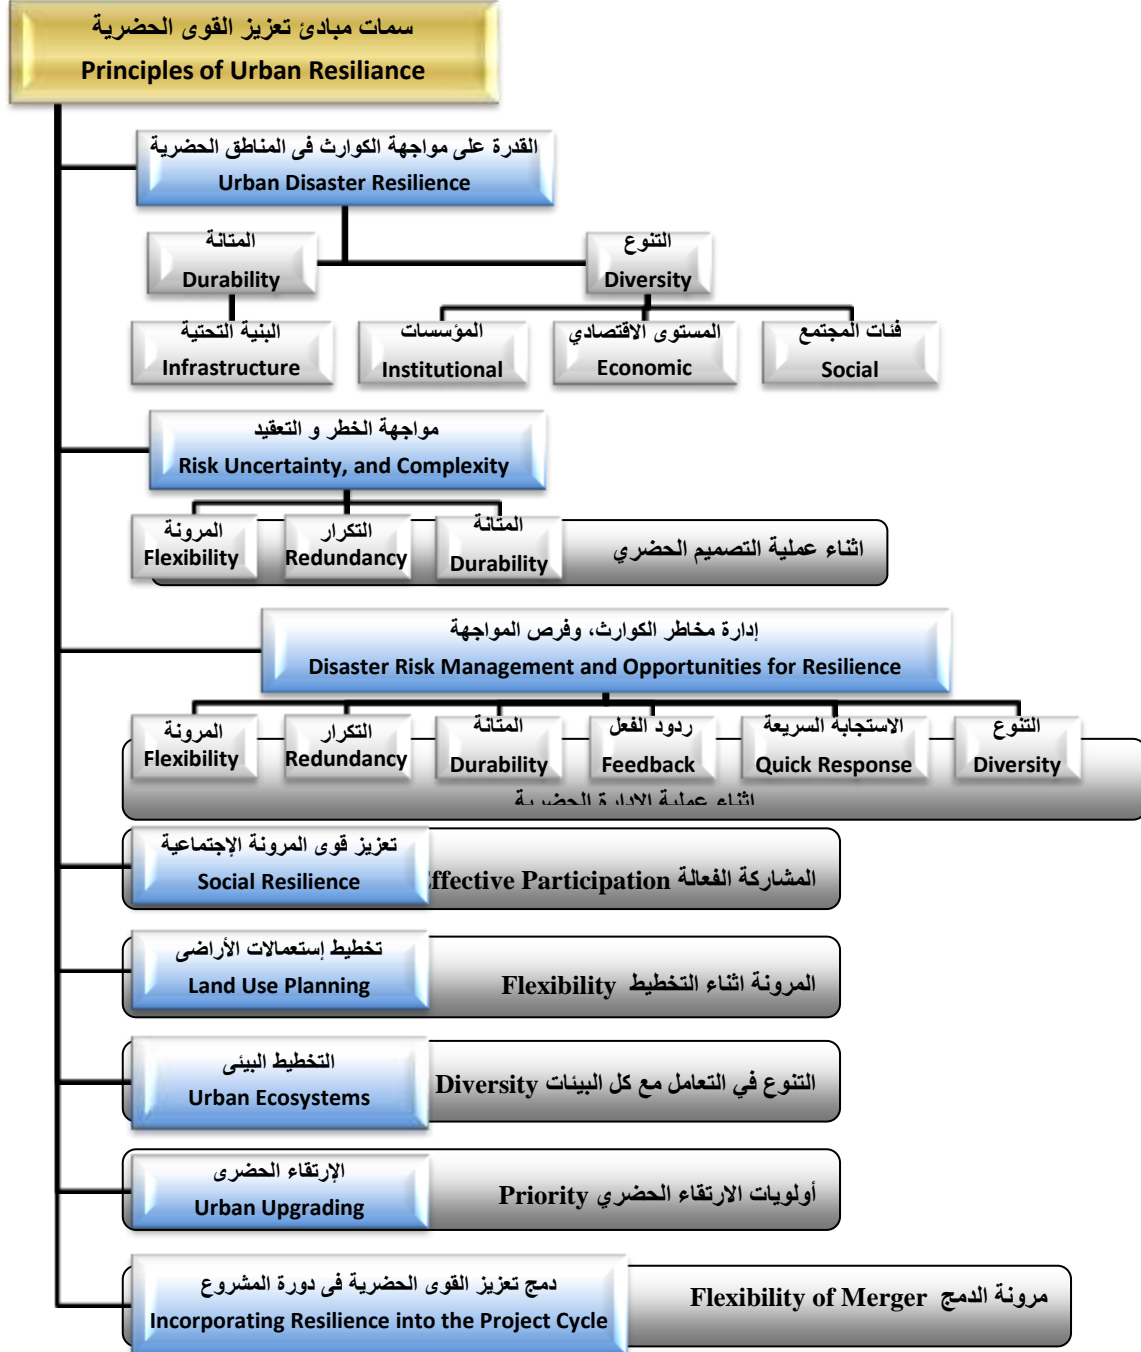 سمات مبادئ تعزيز القوى الحضرية
Principles of Urban Resiliance
القدرة على مواجهة الكوارث فى المناطق الحضرية
Urban Disaster Resilience
المتانة
Durability
التنوع
Diversity
البنية التحتية
Infrastructure
المؤسسات
Institutional
المستوى الاقتصادي
Economic
فئات المجتمع
Social
مواجهة الخطر و التعقيد
Risk Uncertainty, and Complexity
المرونة
Flexibility
التكرار
Redundancy
المتانة
Durability
اثناء عملية التصميم الحضري
إدارة مخاطر الكوارث، وفرص المواجهة
Disaster Risk Management and Opportunities for Resilience
المرونة
Flexibility
التكرار
Redundancy
المتانة
Durability
ردود الفعل
Feedback
الاستجابة السريعة
Quick Response
التنوع
Diversity
اثناء عملية الادارة الحضرية
تعزيز قوى المرونة الإجتماعية
Social Resilience
المشاركة الفعالة Effective Participation
تخطيط إستعمالات الأراضى
Land Use Planning
المرونة اثناء التخطيط Flexibility
التخطيط البيئى
Urban Ecosystems
التنوع في التعامل مع كل البيئات Diversity
الإرتقاء الحضرى
Urban Upgrading
أولويات الارتقاء الحضري Priority
دمج تعزيز القوى الحضرية فى دورة المشروع
Incorporating Resilience into the Project Cycle
مرونة الدمج Flexibility of Merger